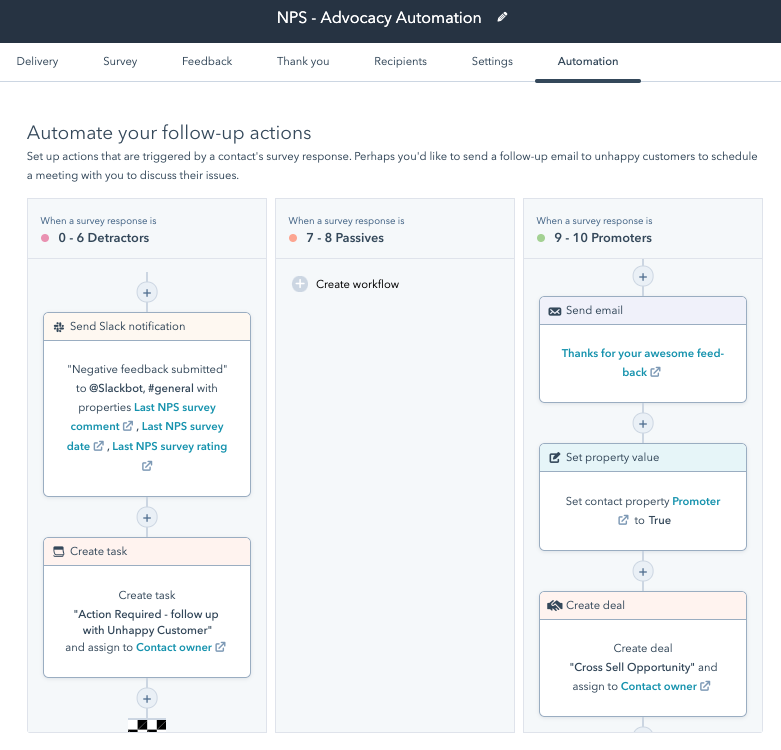 NPS - Advocacy Automation
Delivery
Survey
Feedback
Thank you
Recipients
Settings
Automation
Automate your follow-up actions
Set up actions that are triggered by a contact's survey response. Perhaps you'd like to send a follow-up email to unhappy customers to schedule
a meeting with you to discuss their issues.
When a survey response is
0 - 6 Detractors
Send Slack notification
"Negative feedback submitted"
to @Slackbot, #general with
properties Last NPS survey
comment , Last NPS survey
date , Last NPS survey rating
Create task
Create task
"Action Required - follow up
with Unhappy Customer"
and assign to Contact owner
When a survey response is
7 - 8 Passives
Create workflow
When a survey response is
9 - 10 Promoters
Send email
Thanks for your awesome feed-
back
Set property value
Set contact property Promoter
to True
Create deal
Create deal
"Cross Sell Opportunity" and
assign to Contact owner